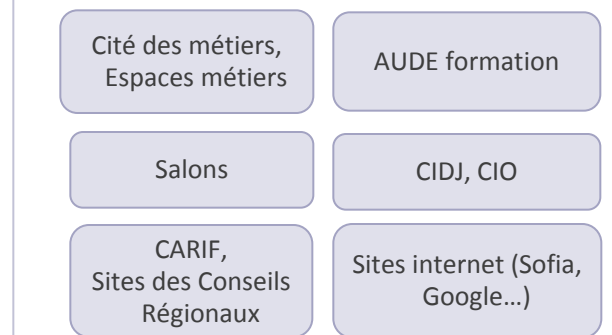 Cité des métiers,
Espaces métiers
AUDE formation
Salons
CIDJ, CIO
CARIF,
Sites des Conseils
Régionaux
Sites internet (Sofia,
Google…)